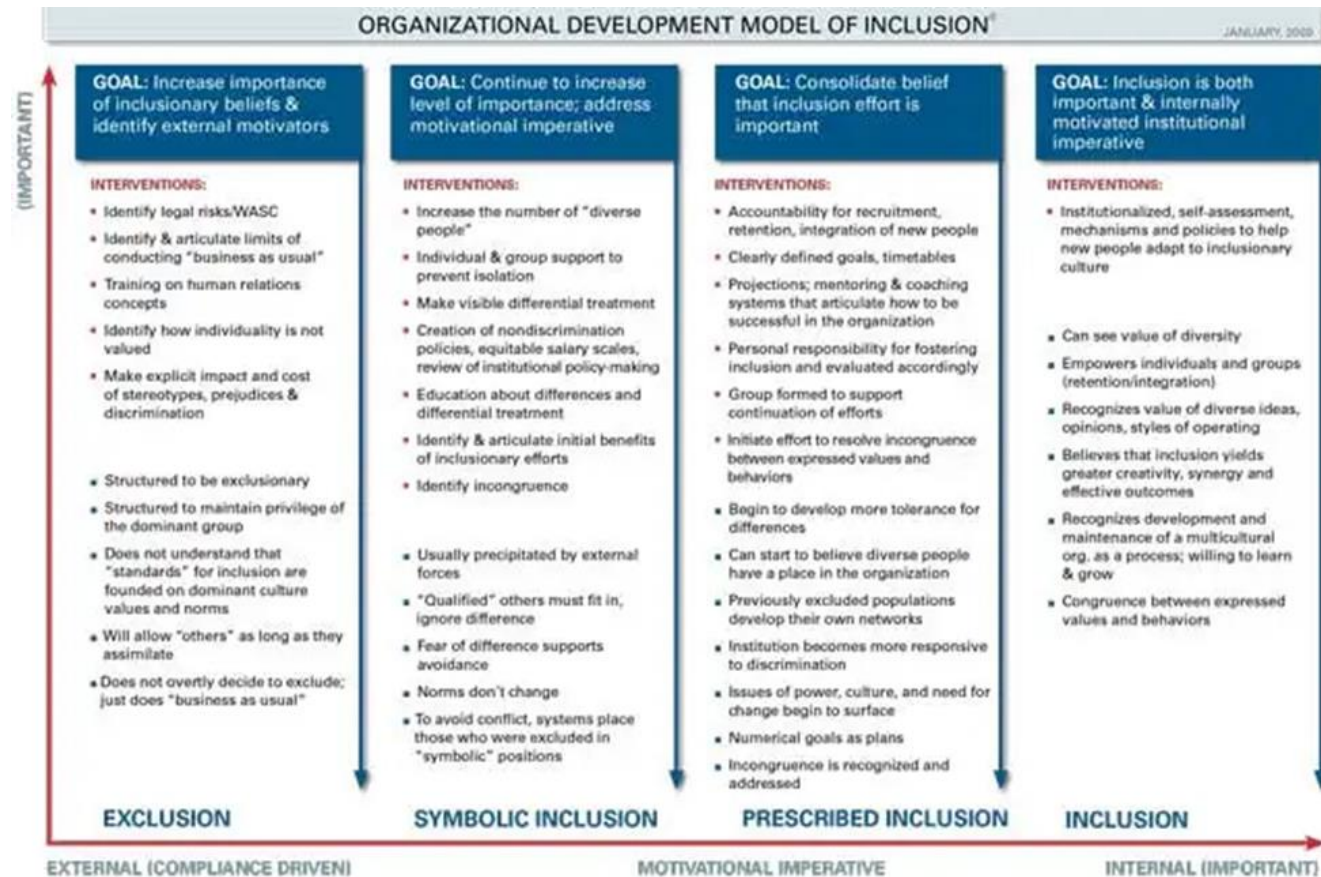 ORGANIZATIONAL DEVELOPMENT MODEL OF INCLUSION®
JANUARY, 2009
(IMPORTANT)
GOAL: Increase importance
of inclusionary beliefs &
identify external motivators
INTERVENTIONS:
• Identify legal risks/WASC
• Identify & articulate limits of
conducting "business as usual"
• Training on human relations
concepts
• Identify how individuality is not
valued
• Make explicit impact and cost
of stereotypes, prejudices &
discrimination
▪ Structured to be exclusionary
▪ Structured to maintain privilege of
the dominant group
▪ Does not understand that
"standards" for inclusion are
founded on dominant culture
values and norms
▪ Will allow "others" as long as they
assimilate
▪ Does not overtly decide to exclude;
just does "business as usual"
EXCLUSION
GOAL: Continue to increase
level of importance; address
motivational imperative
INTERVENTIONS:
• Increase the number of "diverse
people"
• Individual & group support to
prevent isolation
• Make visible differential treatment
• Creation of nondiscrimination
policies, equitable salary scales,
review of institutional policy-making
• Education about differences and
differential treatment
• Identify & articulate initial benefits
of inclusionary efforts
• Identify incongruence
▪ Usually precipitated by external
forces
▪ "Qualified" others must fit in,
ignore difference
▪ Fear of difference supports
avoidance
▪ Norms don't change
▪ To avoid conflict, systems place
those who were excluded in
"symbolic" positions
SYMBOLIC INCLUSION
GOAL: Consolidate belief
that inclusion effort is
important
INTERVENTIONS:
• Accountability for recruitment,
retention, integration of new people
• Clearly defined goals, timetables
• Projections; mentoring & coaching
systems that articulate how to be
successful in the organization
• Personal responsibility for fostering
inclusion and evaluated accordingly
• Group formed to support
continuation of efforts
• Initiate effort to resolve incongruence
between expressed values and
behaviors
▪ Begin to develop more tolerance for
differences
▪ Can start to believe diverse people
have a place in the organization
▪ Previously excluded populations
develop their own networks
▪ Institution becomes more responsive
to discrimination
▪ Issues of power, culture, and need for
change begin to surface
▪ Numerical goals as plans
▪ Incongruence is recognized and
addressed
PRESCRIBED INCLUSION
GOAL: Inclusion is both
important & internally
motivated institutional
imperative
INTERVENTIONS:
• Institutionalized, self-assessment,
mechanisms and policies to help
new people adapt to inclusionary
culture
▪ Can see value of diversity
▪ Empowers individuals and groups
(retention/integration)
▪ Recognizes value of diverse ideas,
opinions, styles of operating
▪ Believes that inclusion yields
greater creativity, synergy and
effective outcomes
▪ Recognizes development and
maintenance of a multicultural
org. as a process; willing to learn
& grow
▪ Congruence between expressed
values and behaviors
INCLUSION
EXTERNAL (COMPLIANCE DRIVEN)
MOTIVATIONAL IMPERATIVE
INTERNAL (IMPORTANT)